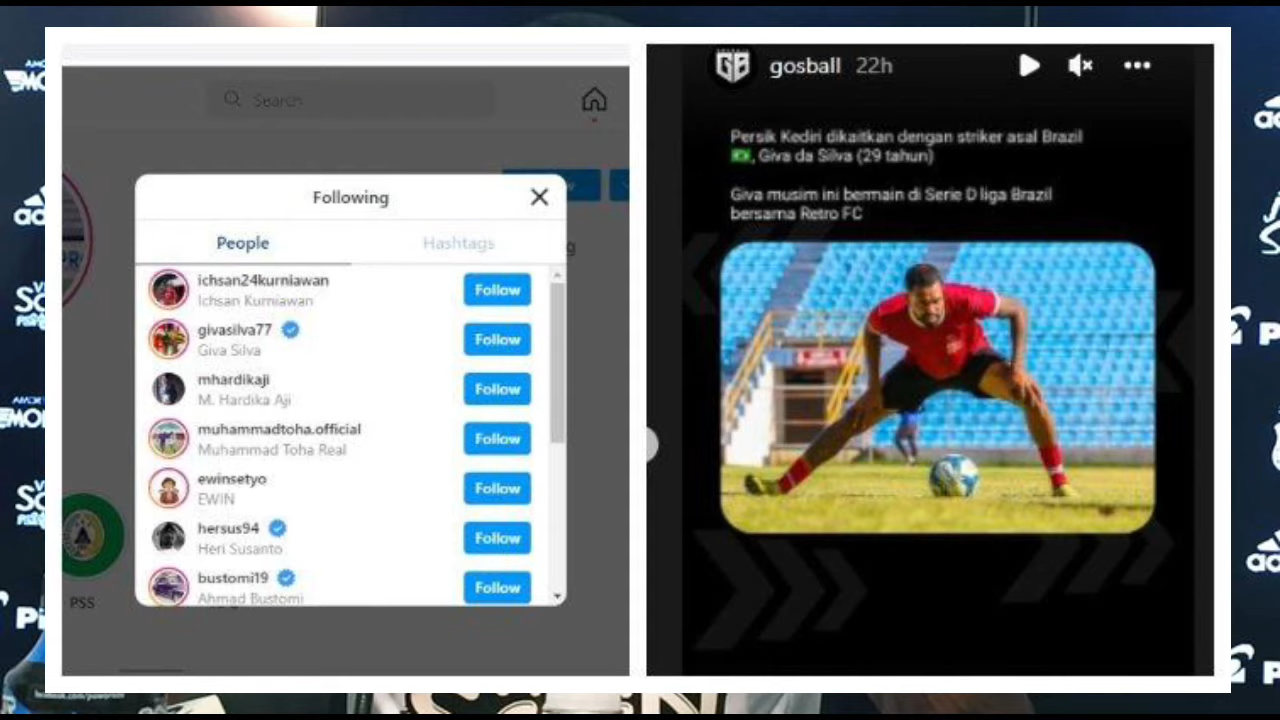 Search
Following
People
Hashtags
ichsan24kurniawan
Ichsan Kurniawan
Follow
givasilva77
Giva Silva
Follow
mhardikaji
M. Hardika Aji
Follow
muhammadtoha.official
Muhammad Toha Real
Follow
ewinsetyo
EWIN
Follow
hersus94
Heri Susanto
Follow
bustomi19
Ahmad Bustomi
Follow
PSS
GB
gosball 22h
Persik Kediri dikaitkan dengan striker asal Brazil
, Giva da Silva (29 tahun)
Giva musim ini bermain di Serie D liga Brazil
bersama Retro FC